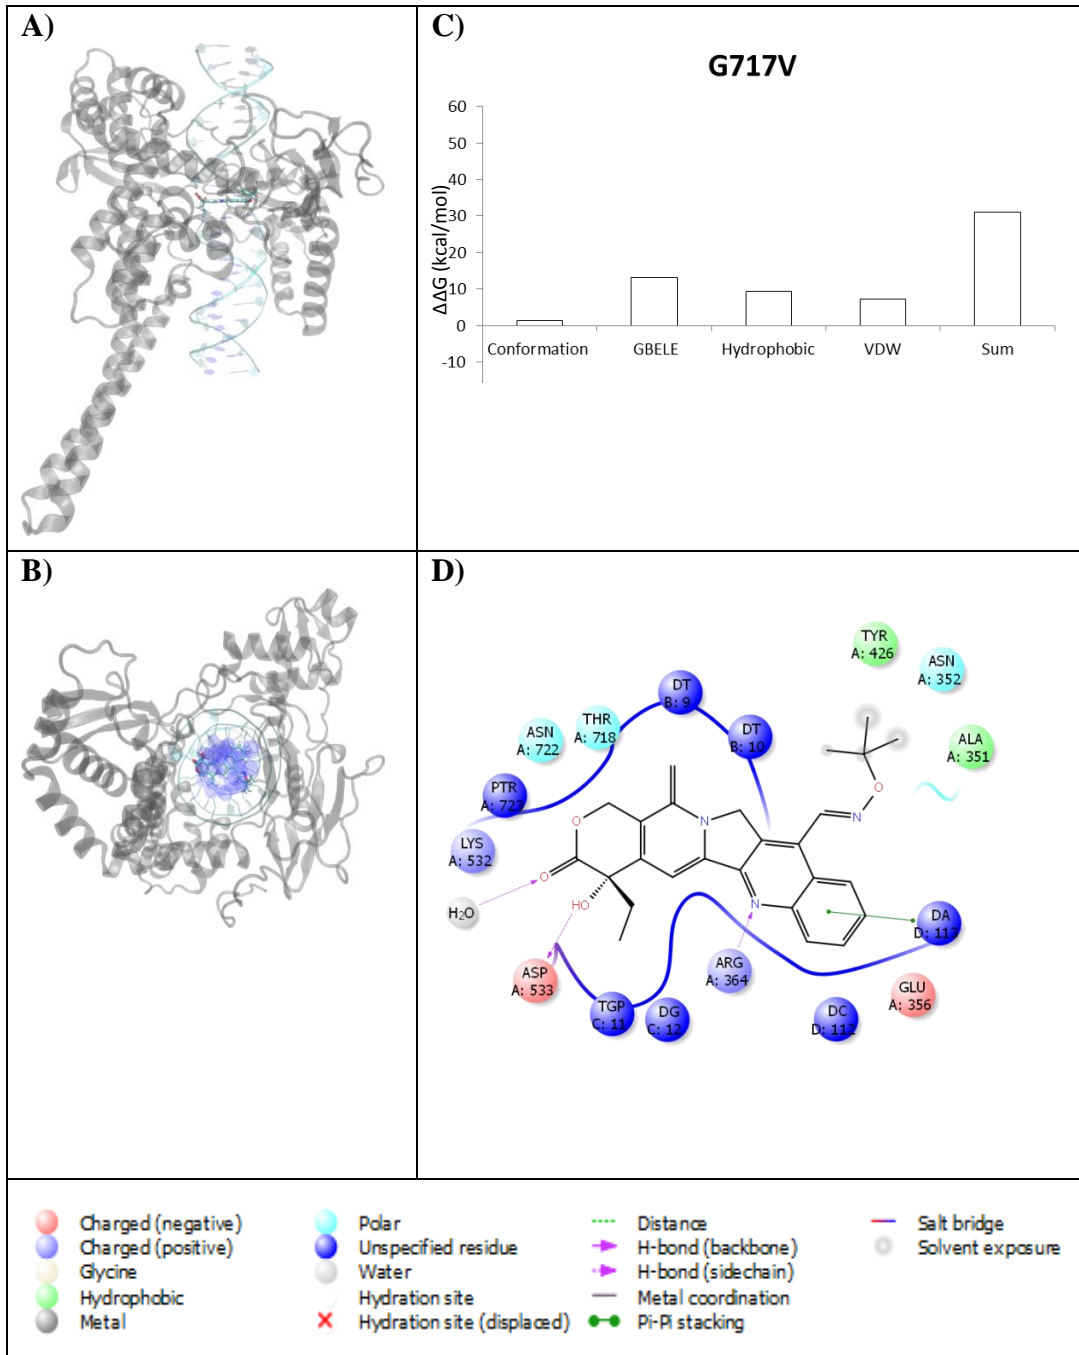 A)
C)
G717V
ΔΔG (kcal/mol)
60
50
40
30
20
10
0
-10
Conformation GBELE Hydrophobic VDW Sum
B)
D)
TYR
A: 426
ASN
A: 352
DT
B: 9
THR
A: 718
ASN
A: 722
DT
B: 10
ALA
A: 351
PTR
A: 723
LYS
A: 532
O
N
O
N
O
O
HO
N
H₂O
DA
D: 113
ARG
A: 364
ASP
A: 533
GLU
A: 356
TGP
C: 11
DG
C: 12
DC
D: 112
Charged (negative)
Charged (positive)
Glycine
Hydrophobic
Metal
Polar
Unspecified residue
Water
Hydration site
Hydration site (displaced)
Distance
H-bond (backbone)
H-bond (sidechain)
Metal coordination
Pi-Pi stacking
Salt bridge
Solvent exposure